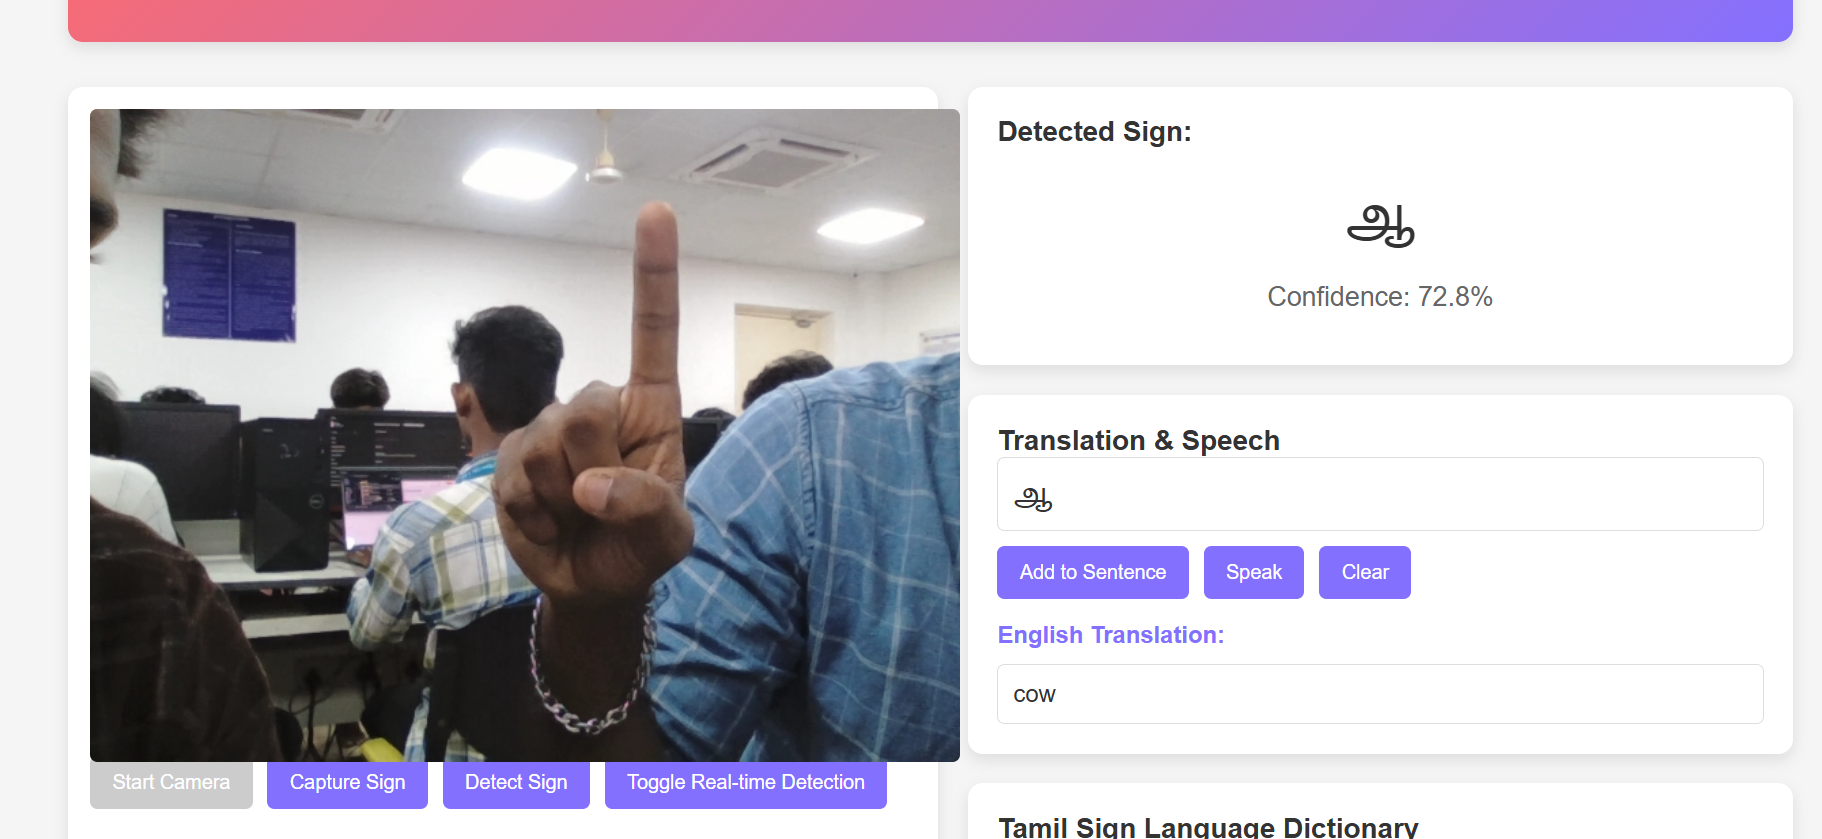 Detected Sign:
ஆ
Confidence: 72.8%
Translation & Speech
ஆ
Add to Sentence
Speak
Clear
English Translation:
cow
Start Camera
Capture Sign
Detect Sign
Toggle Real-time Detection
Tamil Sign Language Dictionary